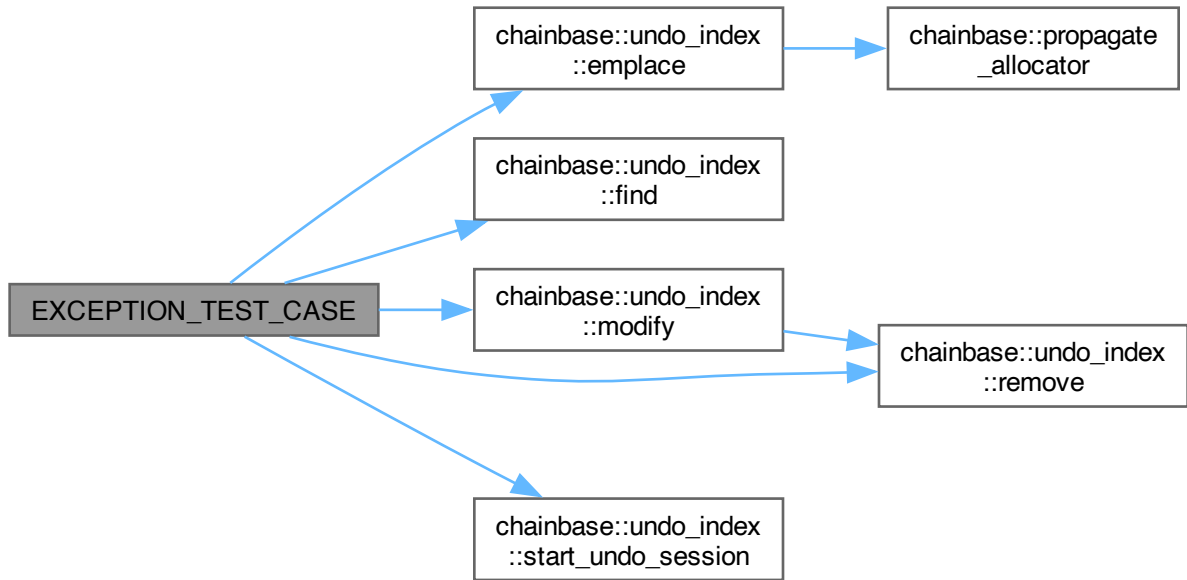 chainbase::undo_index
::emplace
chainbase::propagate
_allocator
chainbase::undo_index
::find
EXCEPTION_TEST_CASE
chainbase::undo_index
::modify
chainbase::undo_index
::remove
chainbase::undo_index
::start_undo_session